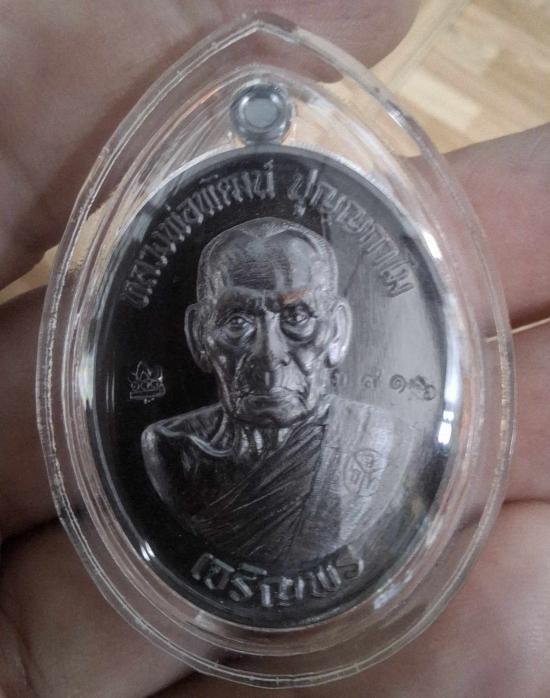 หลวงพ่อพัฒน์ ปุญญกาโม
เจริญพร